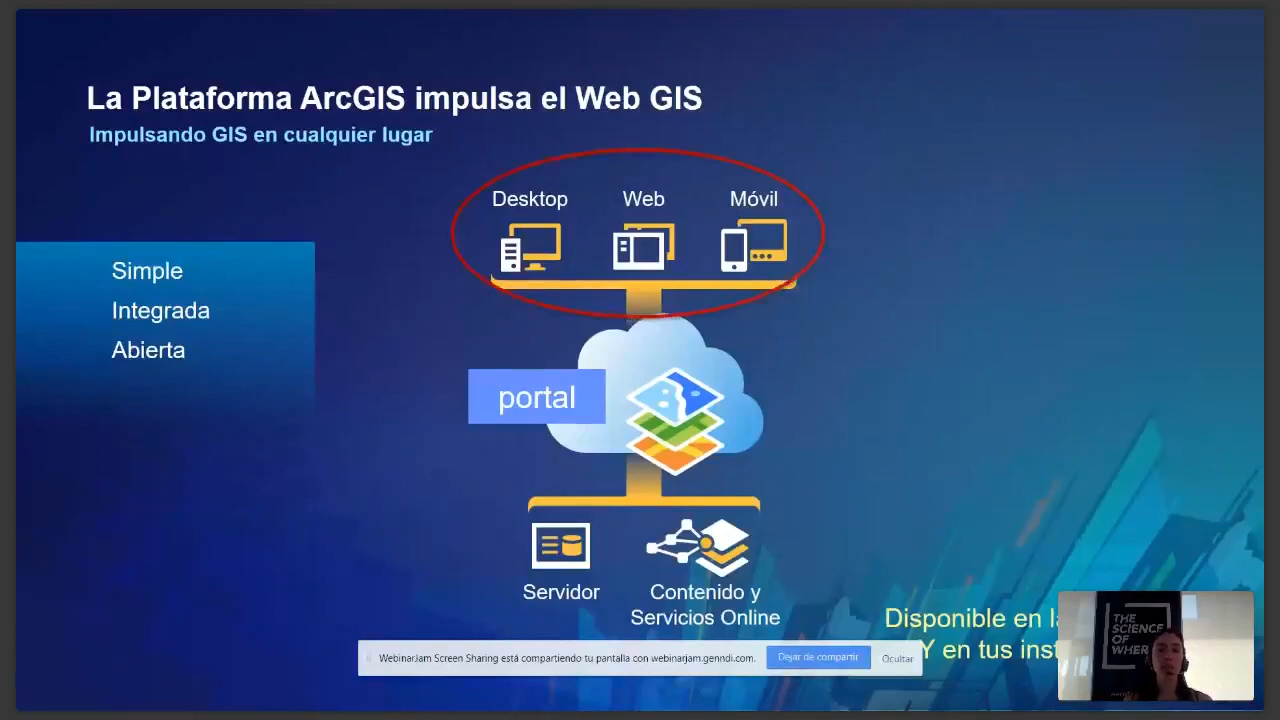 La Plataforma ArcGIS impulsa el Web GIS
Impulsando GIS en cualquier lugar
Desktop Web Móvil
Simple
Integrada
Abierta
portal
Servidor
Contenido y
Servicios Online
Disponible en la
Y en tus inst
WebinarJam Screen Sharing está compartiendo tu pantalla con webinarjam.genndi.com.
Dejar de compartir
Ocultar
THE
SCIENCE
OF
WHER